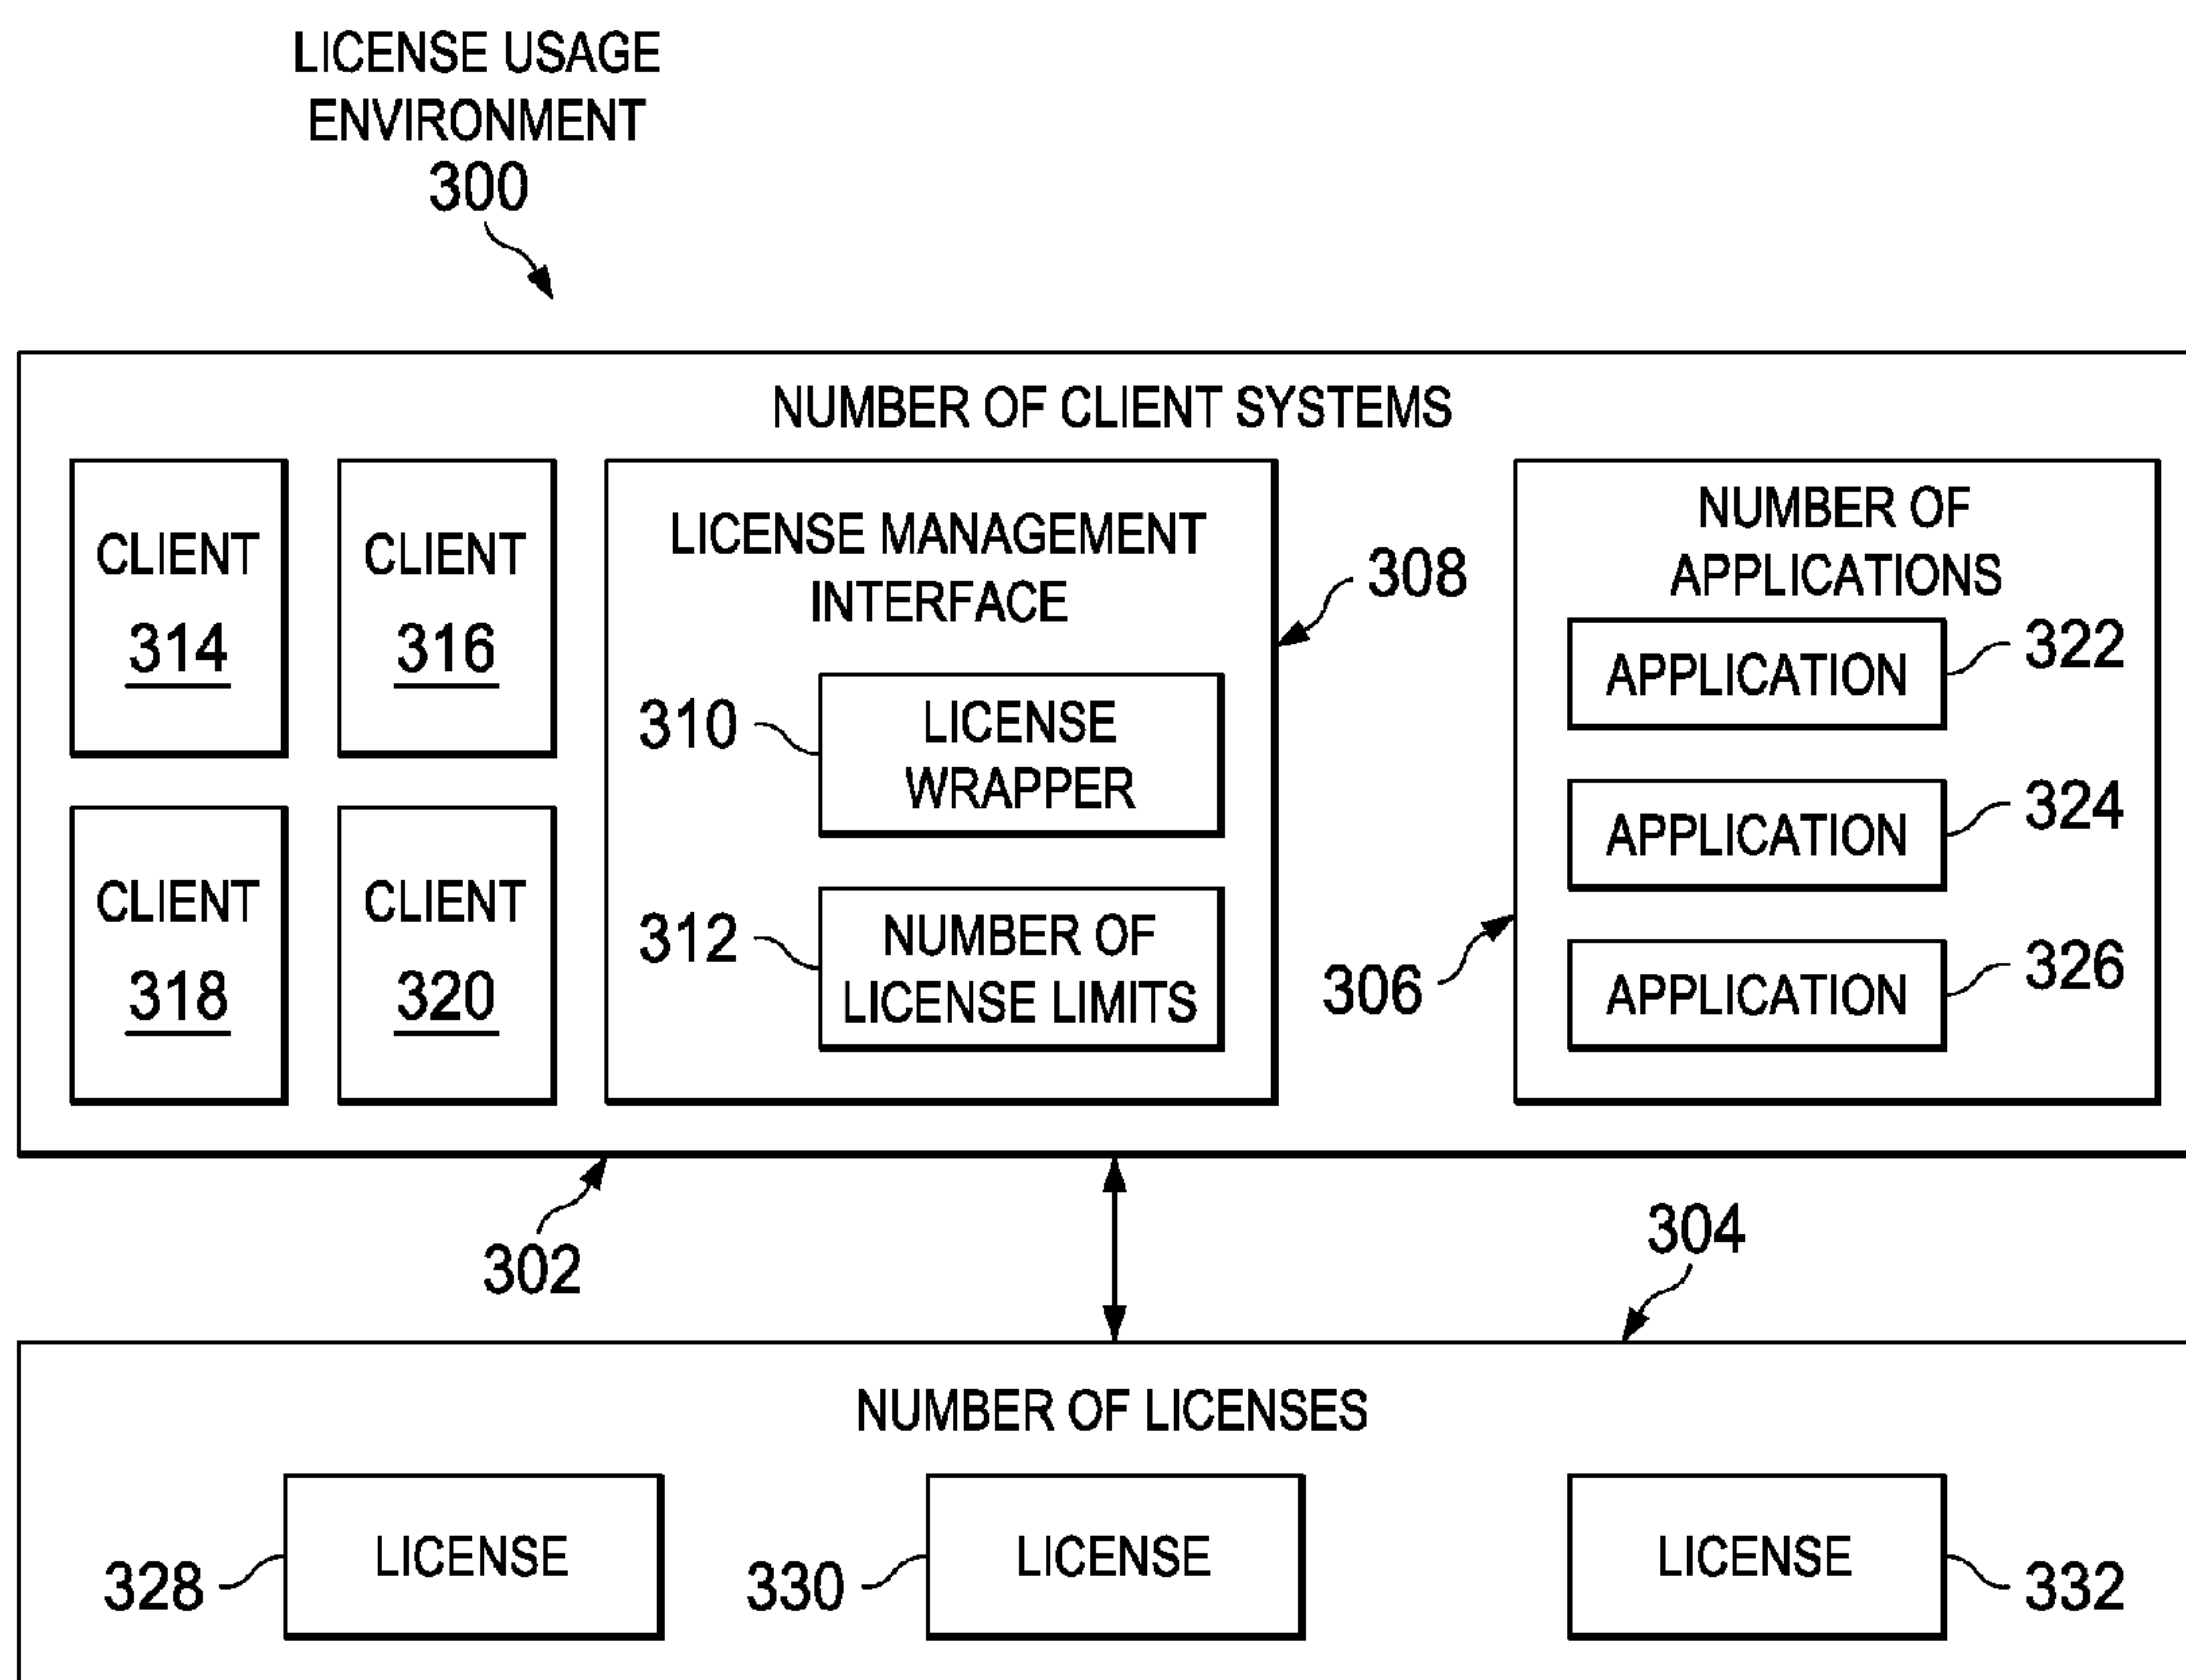 LICENSE USAGE
ENVIRONMENT
300
NUMBER OF CLIENT SYSTEMS
CLIENT
314
CLIENT
316
CLIENT
318
CLIENT
320
LICENSE MANAGEMENT
INTERFACE
308
310
LICENSE
WRAPPER
312
NUMBER OF
LICENSE LIMITS
NUMBER OF
APPLICATIONS
APPLICATION
322
APPLICATION
324
APPLICATION
326
306
302
304
NUMBER OF LICENSES
328
LICENSE
330
LICENSE
LICENSE
332